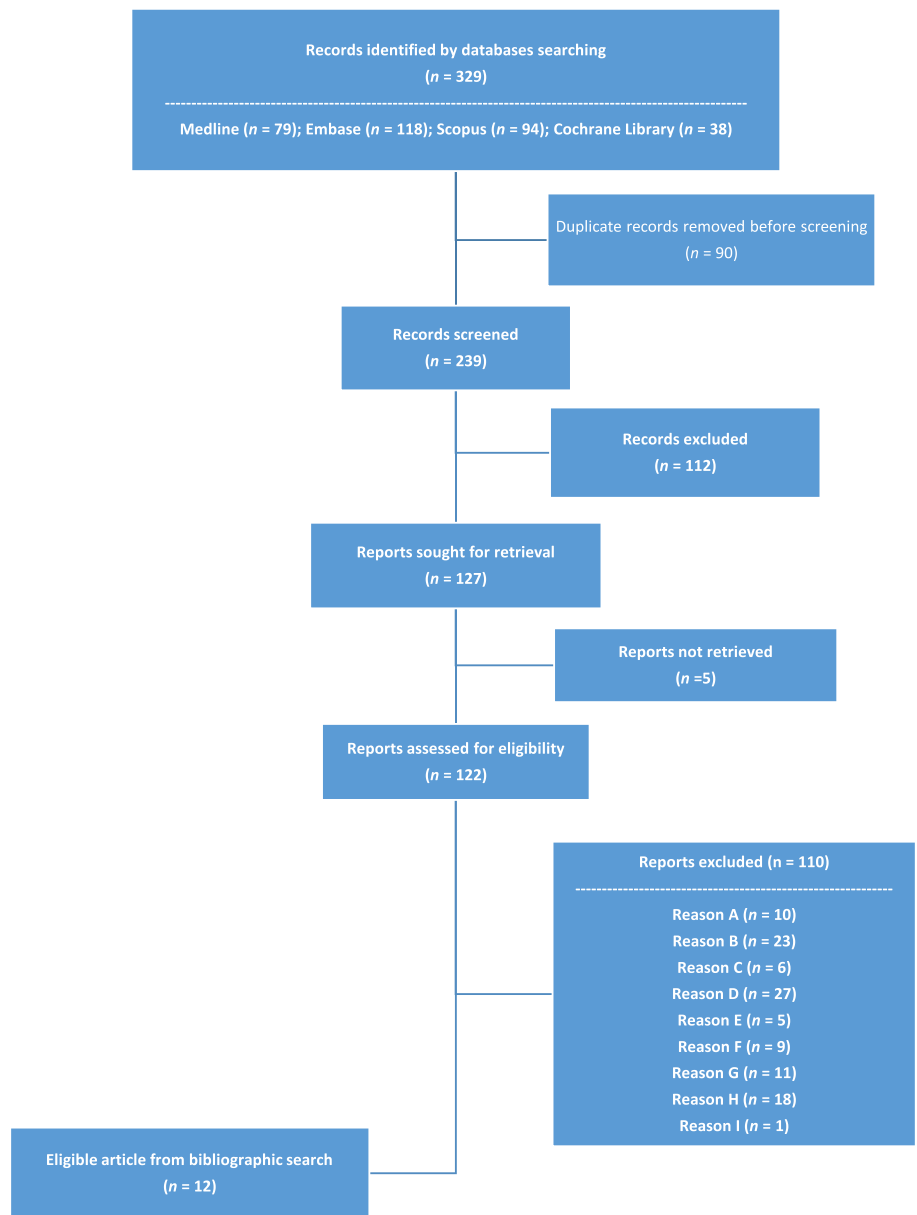 Records identified by databases searching
(n = 329)
----------------------------------------------------------------------------------------------------------------
Medline (n = 79); Embase (n = 118); Scopus (n = 94); Cochrane Library (n = 38)
Duplicate records removed before screening
(n = 90)
Records screened
(n = 239)
Records excluded
(n = 112)
Reports sought for retrieval
(n = 127)
Reports not retrieved
(n =5)
Reports assessed for eligibility
(n = 122)
Reports excluded (n = 110)
-------------------------------------------------------------
Reason A (n = 10)
Reason B (n = 23)
Reason C (n = 6)
Reason D (n = 27)
Reason E (n = 5)
Reason F (n = 9)
Reason G (n = 11)
Reason H (n = 18)
Reason I (n = 1)
Eligible article from bibliographic search
(n = 12)